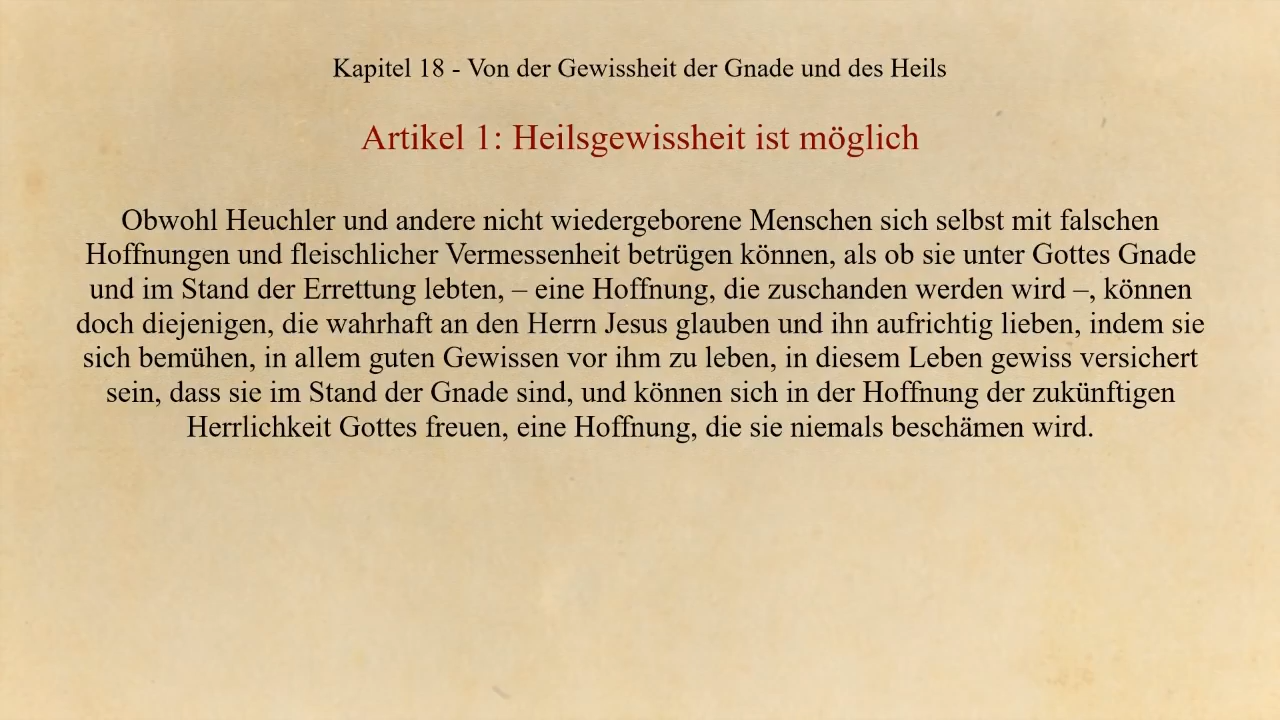 Kapitel 18 - Von der Gewissheit der Gnade und des Heils
Artikel 1: Heilsgewissheit ist möglich
Obwohl Heuchler und andere nicht wiedergeborene Menschen sich selbst mit falschen
Hoffnungen und fleischlicher Vermessenheit betrügen können, als ob sie unter Gottes Gnade
und im Stand der Errettung lebten, – eine Hoffnung, die zuschanden werden wird –, können
doch diejenigen, die wahrhaft an den Herrn Jesus glauben und ihn aufrichtig lieben, indem sie
sich bemühen, in allem guten Gewissen vor ihm zu leben, in diesem Leben gewiss versichert
sein, dass sie im Stand der Gnade sind, und können sich in der Hoffnung der zukünftigen
Herrlichkeit Gottes freuen, eine Hoffnung, die sie niemals beschämen wird.